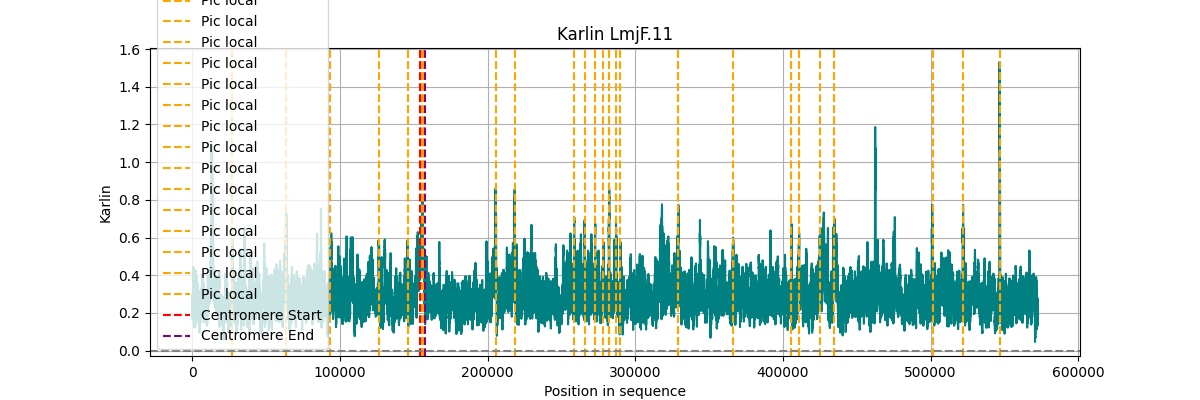 Pic local
Karlin LmjF.11
Pic local
Pic local
Pic local
Pic local
Pic local
Pic local
Pic local
Pic local
Pic local
Pic local
Pic local
Pic local
Pic local
Pic local
Centromere Start
Centromere End
1.6
1.4
1.2
1.0
0.8
0.6
0.4
0.2
0.0
Karlin
0 100000 200000 300000 400000 500000 600000
Position in sequence